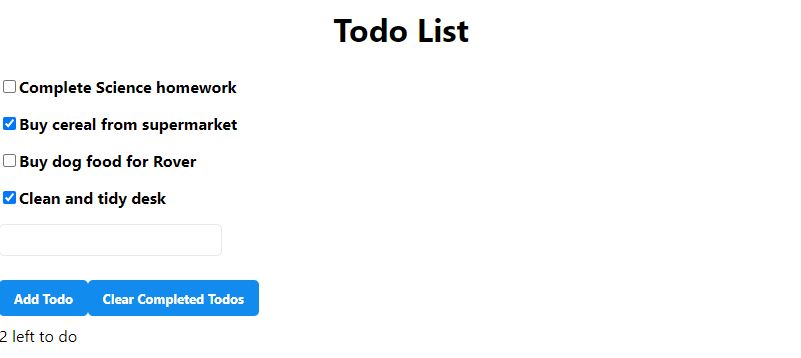 Todo List
Complete Science homework
Buy cereal from supermarket
Buy dog food for Rover
Clean and tidy desk
Add Todo Clear Completed Todos
2 left to do